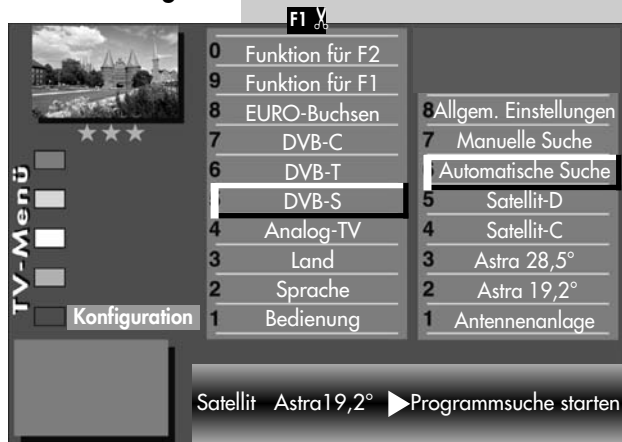 F1
0 Funktion für F2
9 Funktion für F1
8 EURO-Buchsen
7 DVB-C
6 DVB-T
DVB-S
4 Analog-TV
3 Land
2 Sprache
1 Bedienung
8 Allgem. Einstellungen
7 Manuelle Suche
Automatische Suche
5 Satellit-D
4 Satellit-C
3 Astra 28,5°
2 Astra 19,2°
1 Antennenanlage
TV-Menü
Konfiguration
Satellit Astra19,2° Programmsuche starten